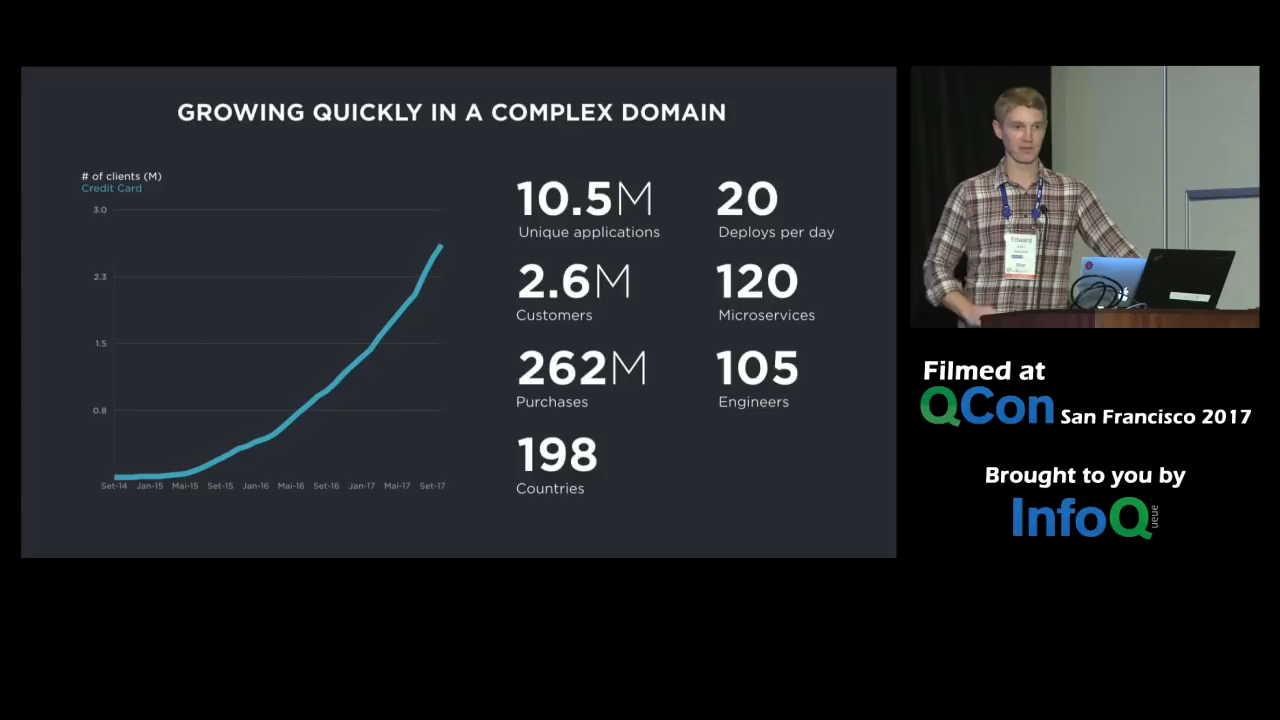 GROWING QUICKLY IN A COMPLEX DOMAIN
# of clients (M)
Credit Card
3.0
2.3
1.5
0.8
Set-14 Jan-15 Mai-15 Set-15 Jan-16 Mai-16 Set-16 Jan-17 Mai-17 Set-17
10.5M
Unique applications
2.6M
Customers
262M
Purchases
198
Countries
20
Deploys per day
120
Microservices
105
Engineers
Edward
Filmed at
QCon San Francisco 2017
Brought to you by
InfoQueue